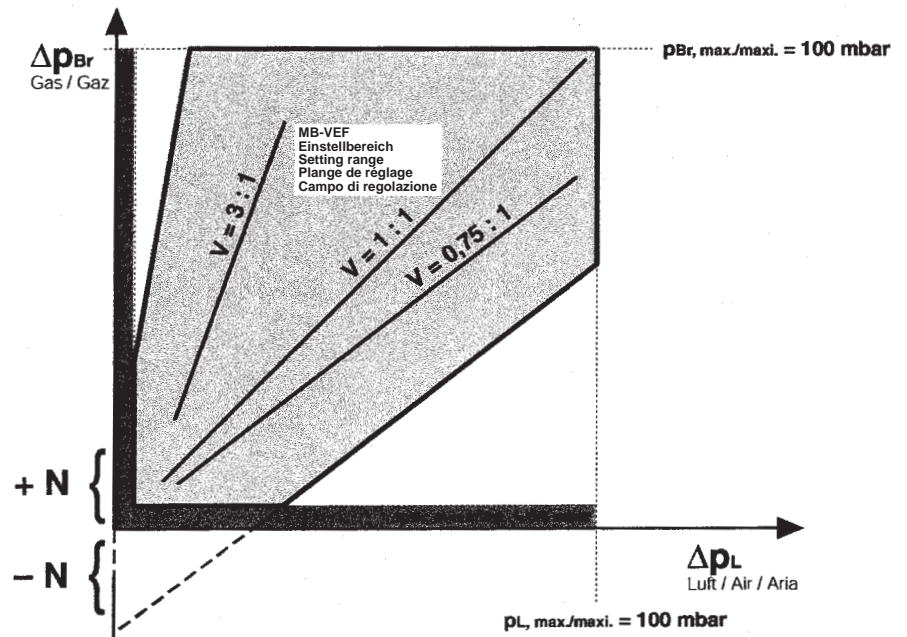 ΔpBr
Gas / Gaz
pBr, max./maxi. = 100 mbar
MB-VEF
Einstellbereich
Setting range
Plange de réglage
Campo di regolazione
V = 3 : 1
V = 1 : 1
V = 0,75 : 1
+ N {
– N {
ΔpL
Luft / Air / Aria
pL, max./maxi. = 100 mbar